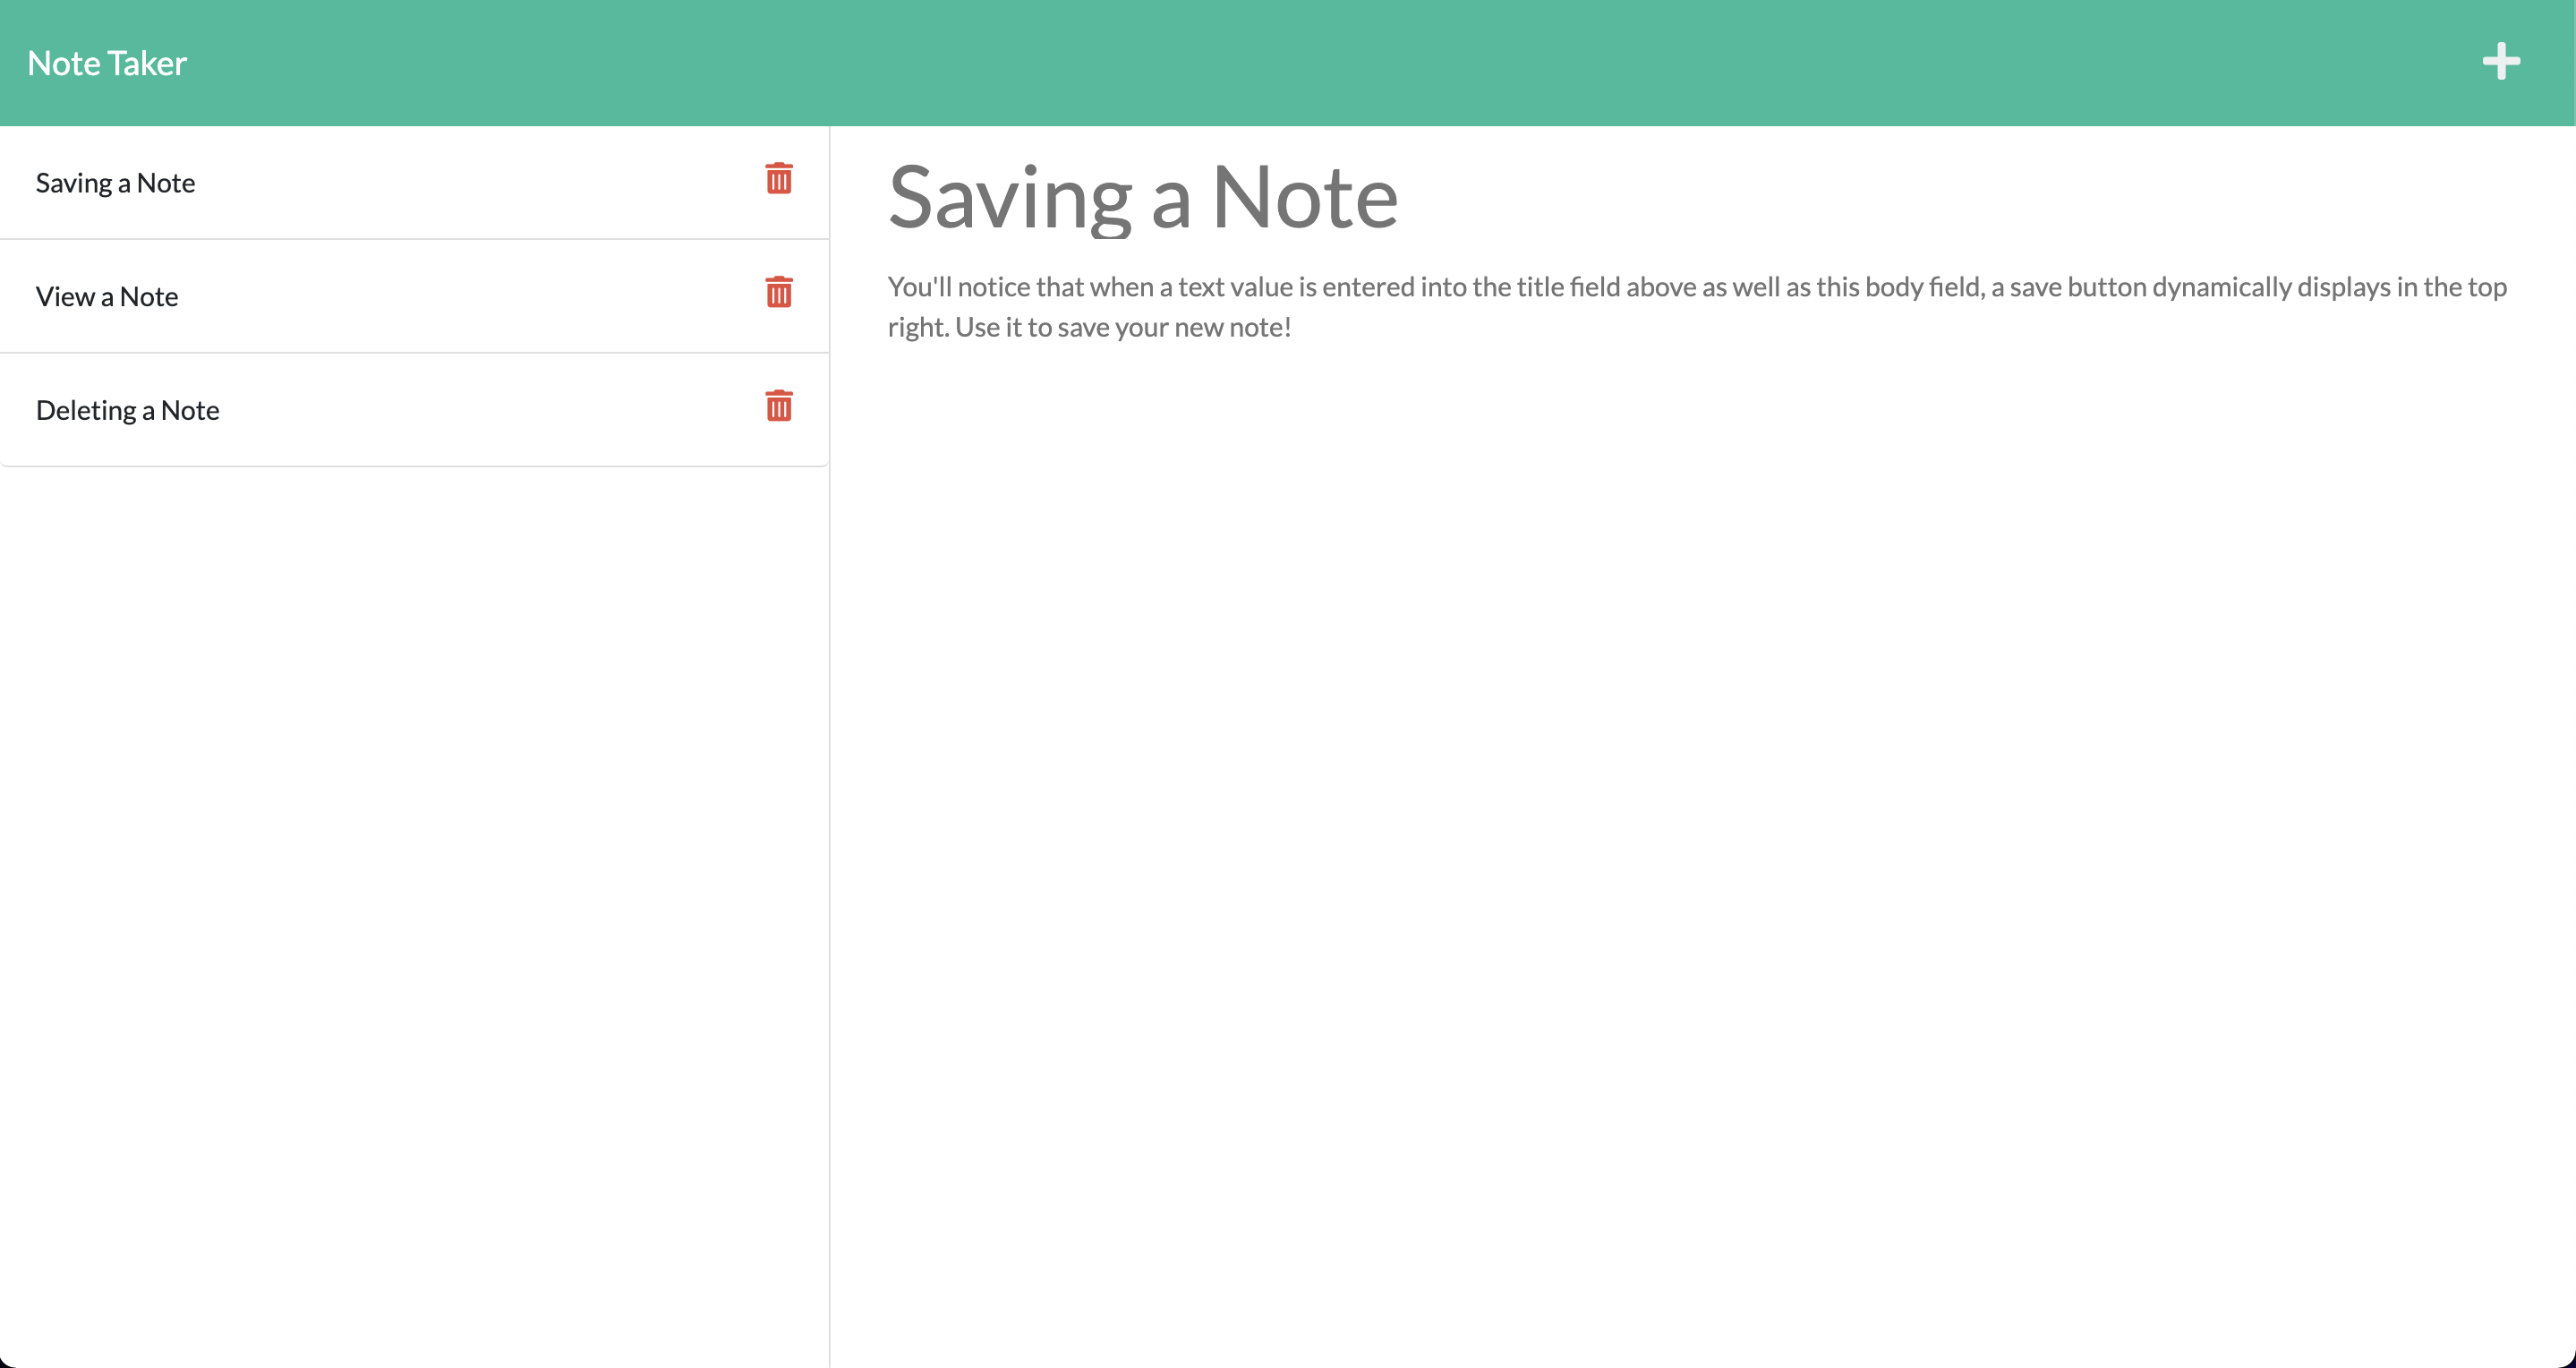 Note Taker
Saving a Note
View a Note
Deleting a Note
Saving a Note
You'll notice that when a text value is entered into the title field above as well as this body field, a save button dynamically displays in the top
right. Use it to save your new note!